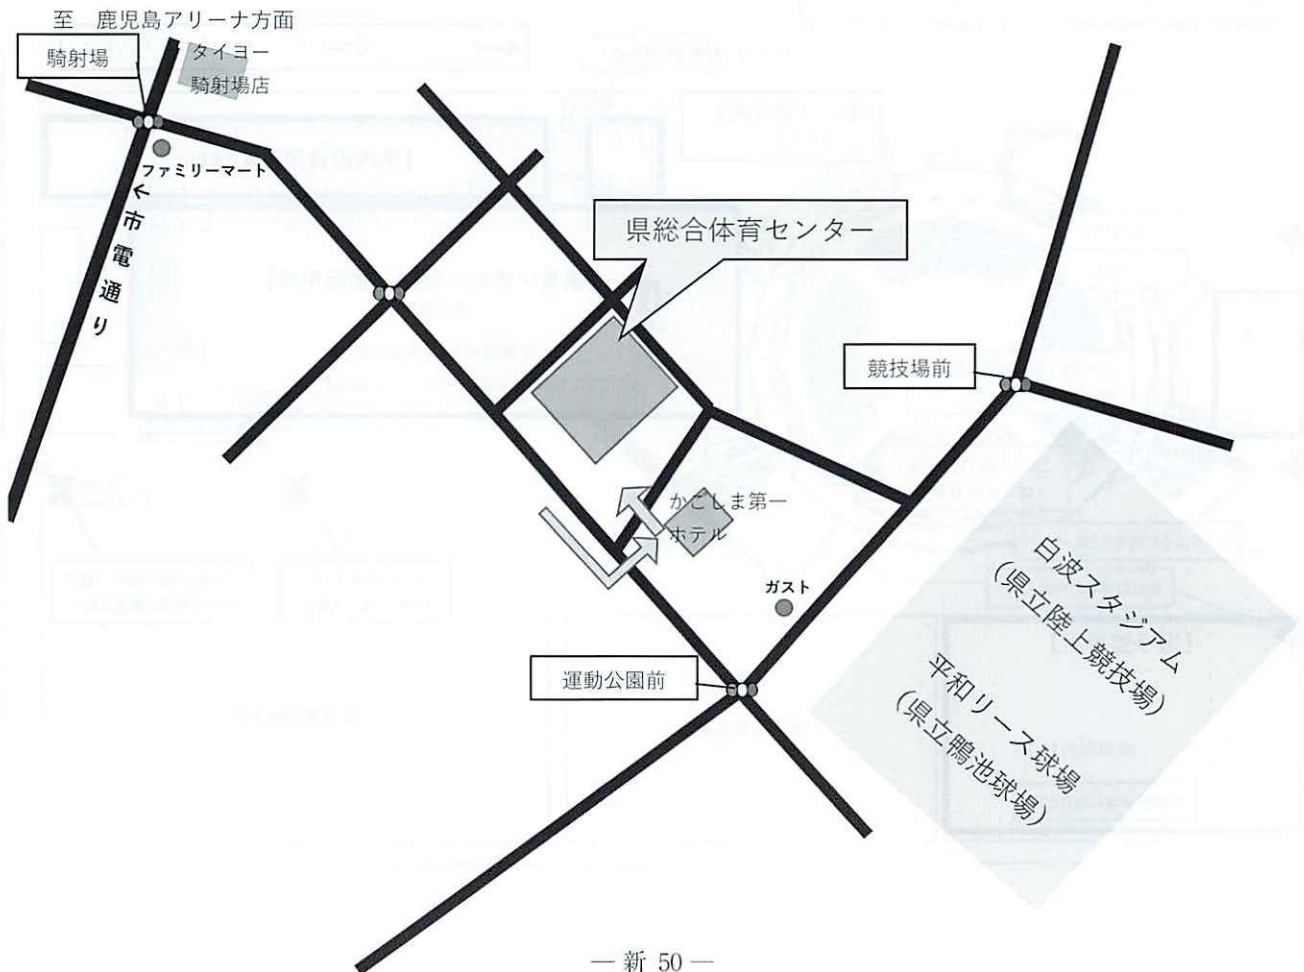 至　鹿児島アリーナ方面
騎射場
タイヨー
騎射場店
ファミリーマート
←市電通り
県総合体育センター
競技場前
かごしま第一
ホテル
ガスト
白波スタジアム
(県立陸上競技場)
運動公園前
平和リース球場
(県立鴨池球場)
— 新 50 —